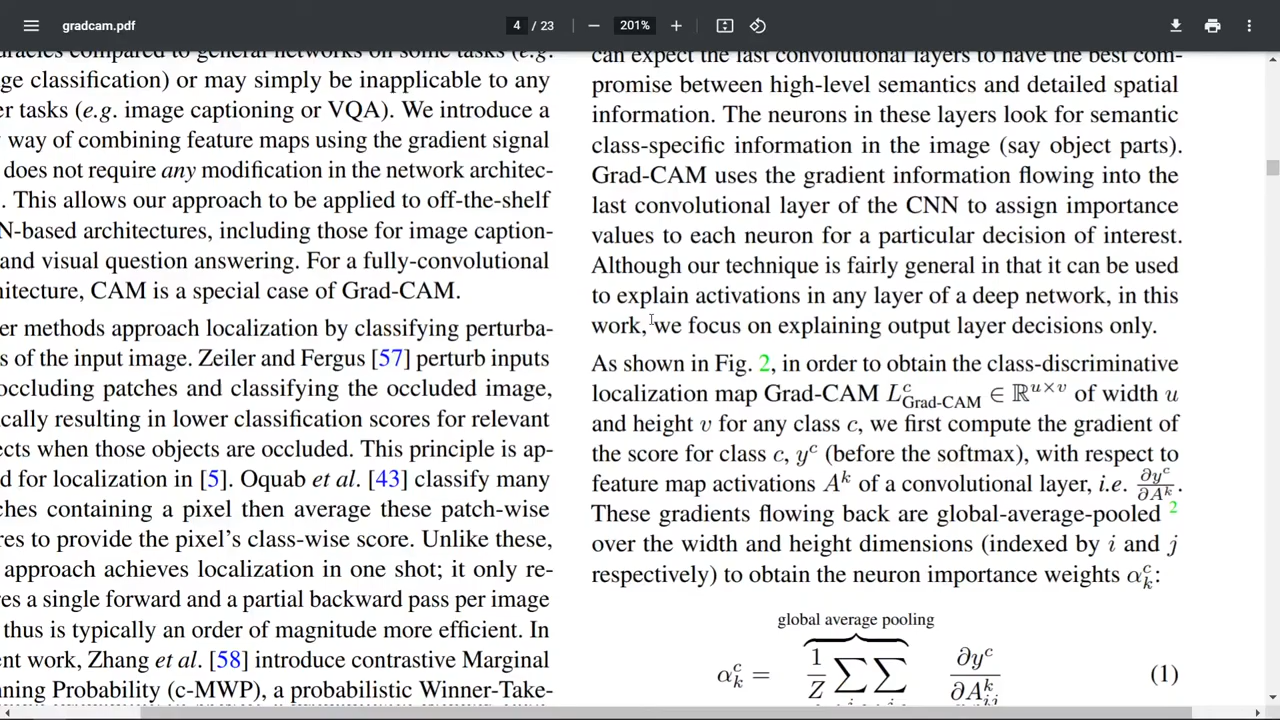 gradcam.pdf
4 / 23
201%
curacies compared to general networks on some tasks (e.g.
ge classification) or may simply be inapplicable to any
er tasks (e.g. image captioning or VQA). We introduce a
way of combining feature maps using the gradient signal
does not require any modification in the network architec-
. This allows our approach to be applied to off-the-shelf
N-based architectures, including those for image caption-
and visual question answering. For a fully-convolutional
hitecture, CAM is a special case of Grad-CAM.
er methods approach localization by classifying perturba-
s of the input image. Zeiler and Fergus [57] perturb inputs
occluding patches and classifying the occluded image,
ically resulting in lower classification scores for relevant
ects when those objects are occluded. This principle is ap-
d for localization in [5]. Oquab et al. [43] classify many
ches containing a pixel then average these patch-wise
res to provide the pixel's class-wise score. Unlike these,
approach achieves localization in one shot; it only re-
res a single forward and a partial backward pass per image
thus is typically an order of magnitude more efficient. In
ent work, Zhang et al. [58] introduce contrastive Marginal
nning Probability (c-MWP), a probabilistic Winner-Take-
can expect the last convolutional layers to have the best com-
promise between high-level semantics and detailed spatial
information. The neurons in these layers look for semantic
class-specific information in the image (say object parts).
Grad-CAM uses the gradient information flowing into the
last convolutional layer of the CNN to assign importance
values to each neuron for a particular decision of interest.
Although our technique is fairly general in that it can be used
to explain activations in any layer of a deep network, in this
work, we focus on explaining output layer decisions only.
As shown in Fig. 2, in order to obtain the class-discriminative
localization map Grad-CAM L^c_Grad-CAM ∈ ℝ^{u×v} of width u
and height v for any class c, we first compute the gradient of
the score for class c, y^c (before the softmax), with respect to
feature map activations A^k of a convolutional layer, i.e. ∂y^c/∂A^k.
These gradients flowing back are global-average-pooled 2
over the width and height dimensions (indexed by i and j
respectively) to obtain the neuron importance weights α^c_k:
global average pooling
α^c_k = 1/Z ∑ ∑ ∂y^c/∂A^k_ij (1)